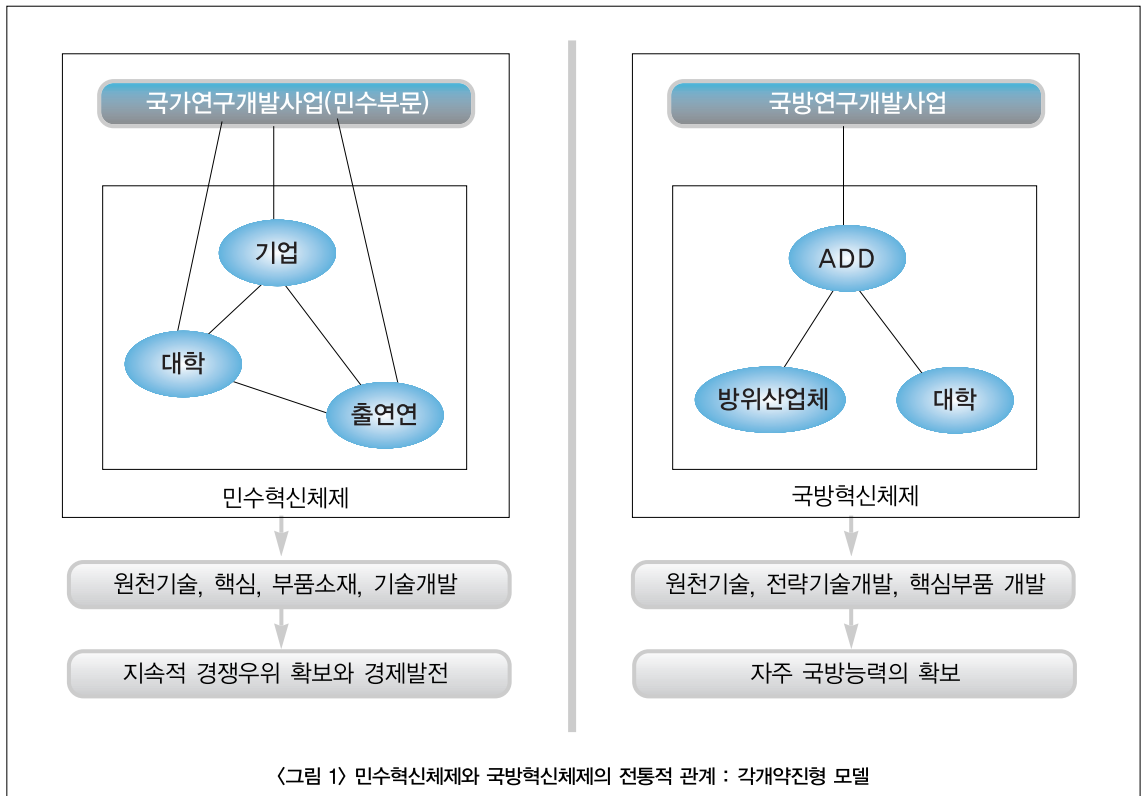 국가연구개발사업(민수부문)
기업
대학
출연연
민수혁신체제
원천기술, 핵심, 부품소재, 기술개발
지속적 경쟁우위 확보와 경제발전
국방연구개발사업
ADD
방위산업체
대학
국방혁신체제
원천기술, 전략기술개발, 핵심부품 개발
자주 국방능력의 확보
〈그림 1〉 민수혁신체제와 국방혁신체제의 전통적 관계 : 각개약진형 모델